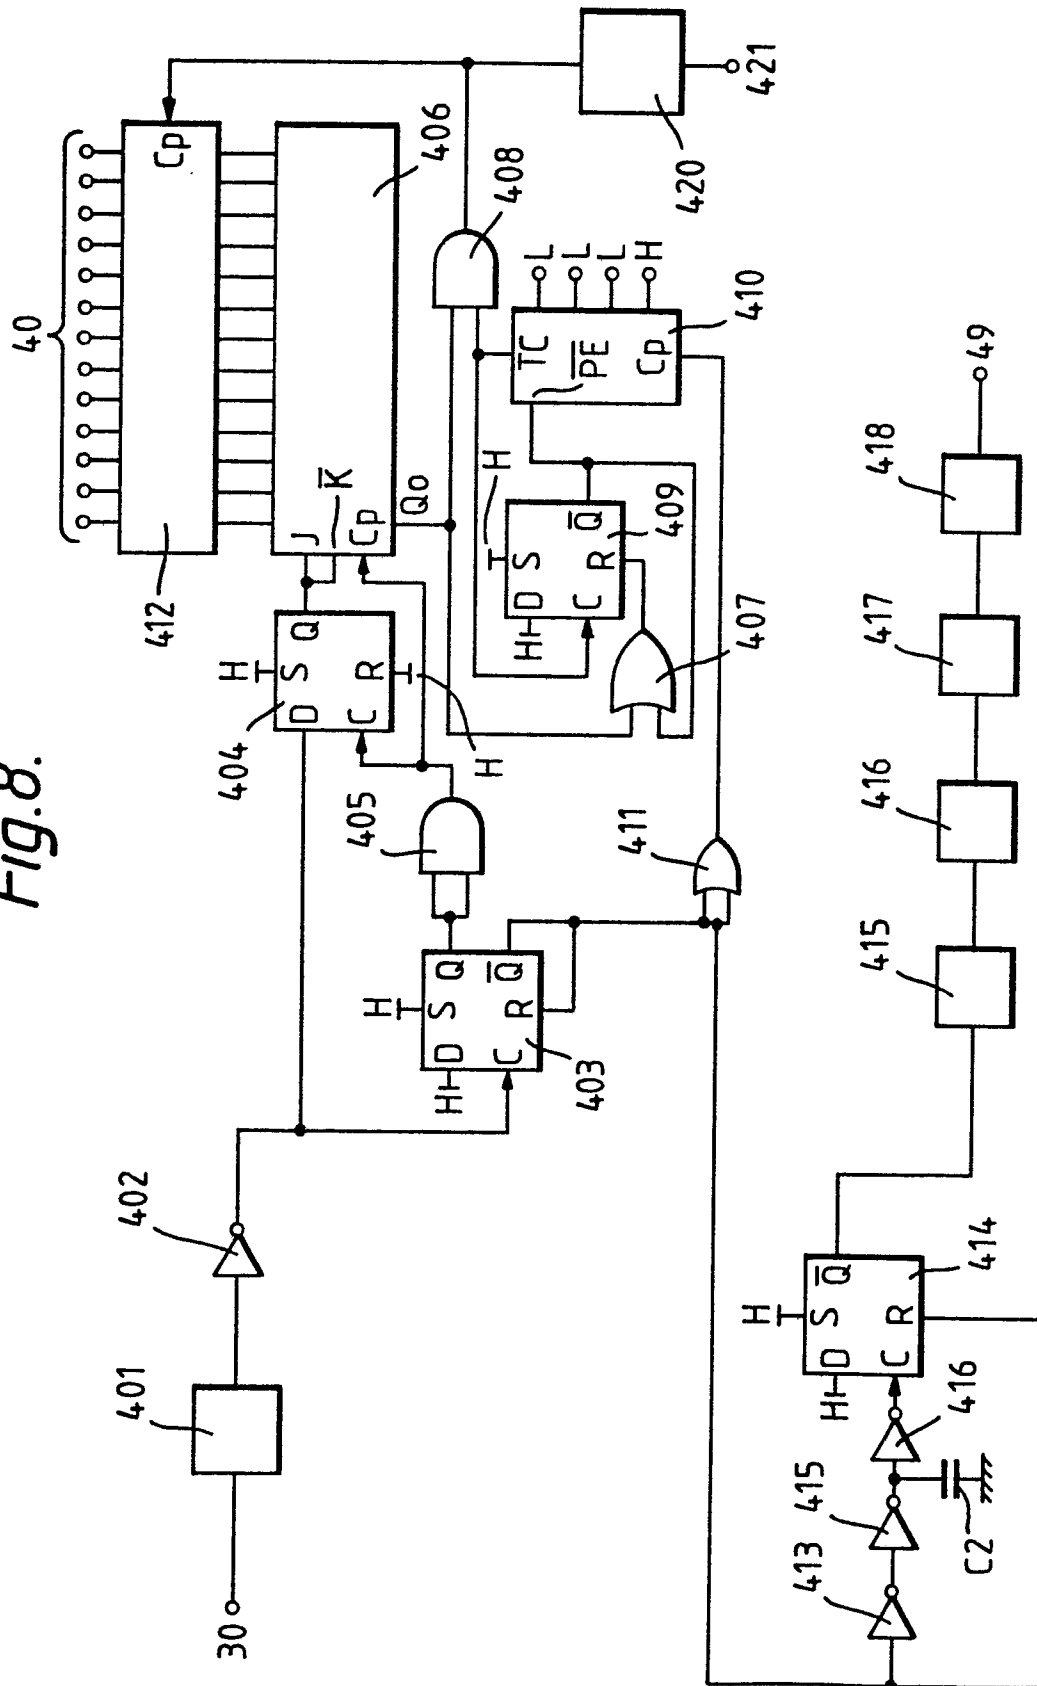 Fig.8.
40
Cp
412
406
J
K
Cp
Qo
408
420
421
H
D
S
Q
C
R
404
H
405
H
D
S
Q
C
R
Q
403
H
H
D
S
Q
C
R
409
H
407
TC
PE
Cp
L
L
L
H
410
411
402
401
30
H
D
S
Q
C
R
414
H
416
415
413
C2
415
416
417
418
49